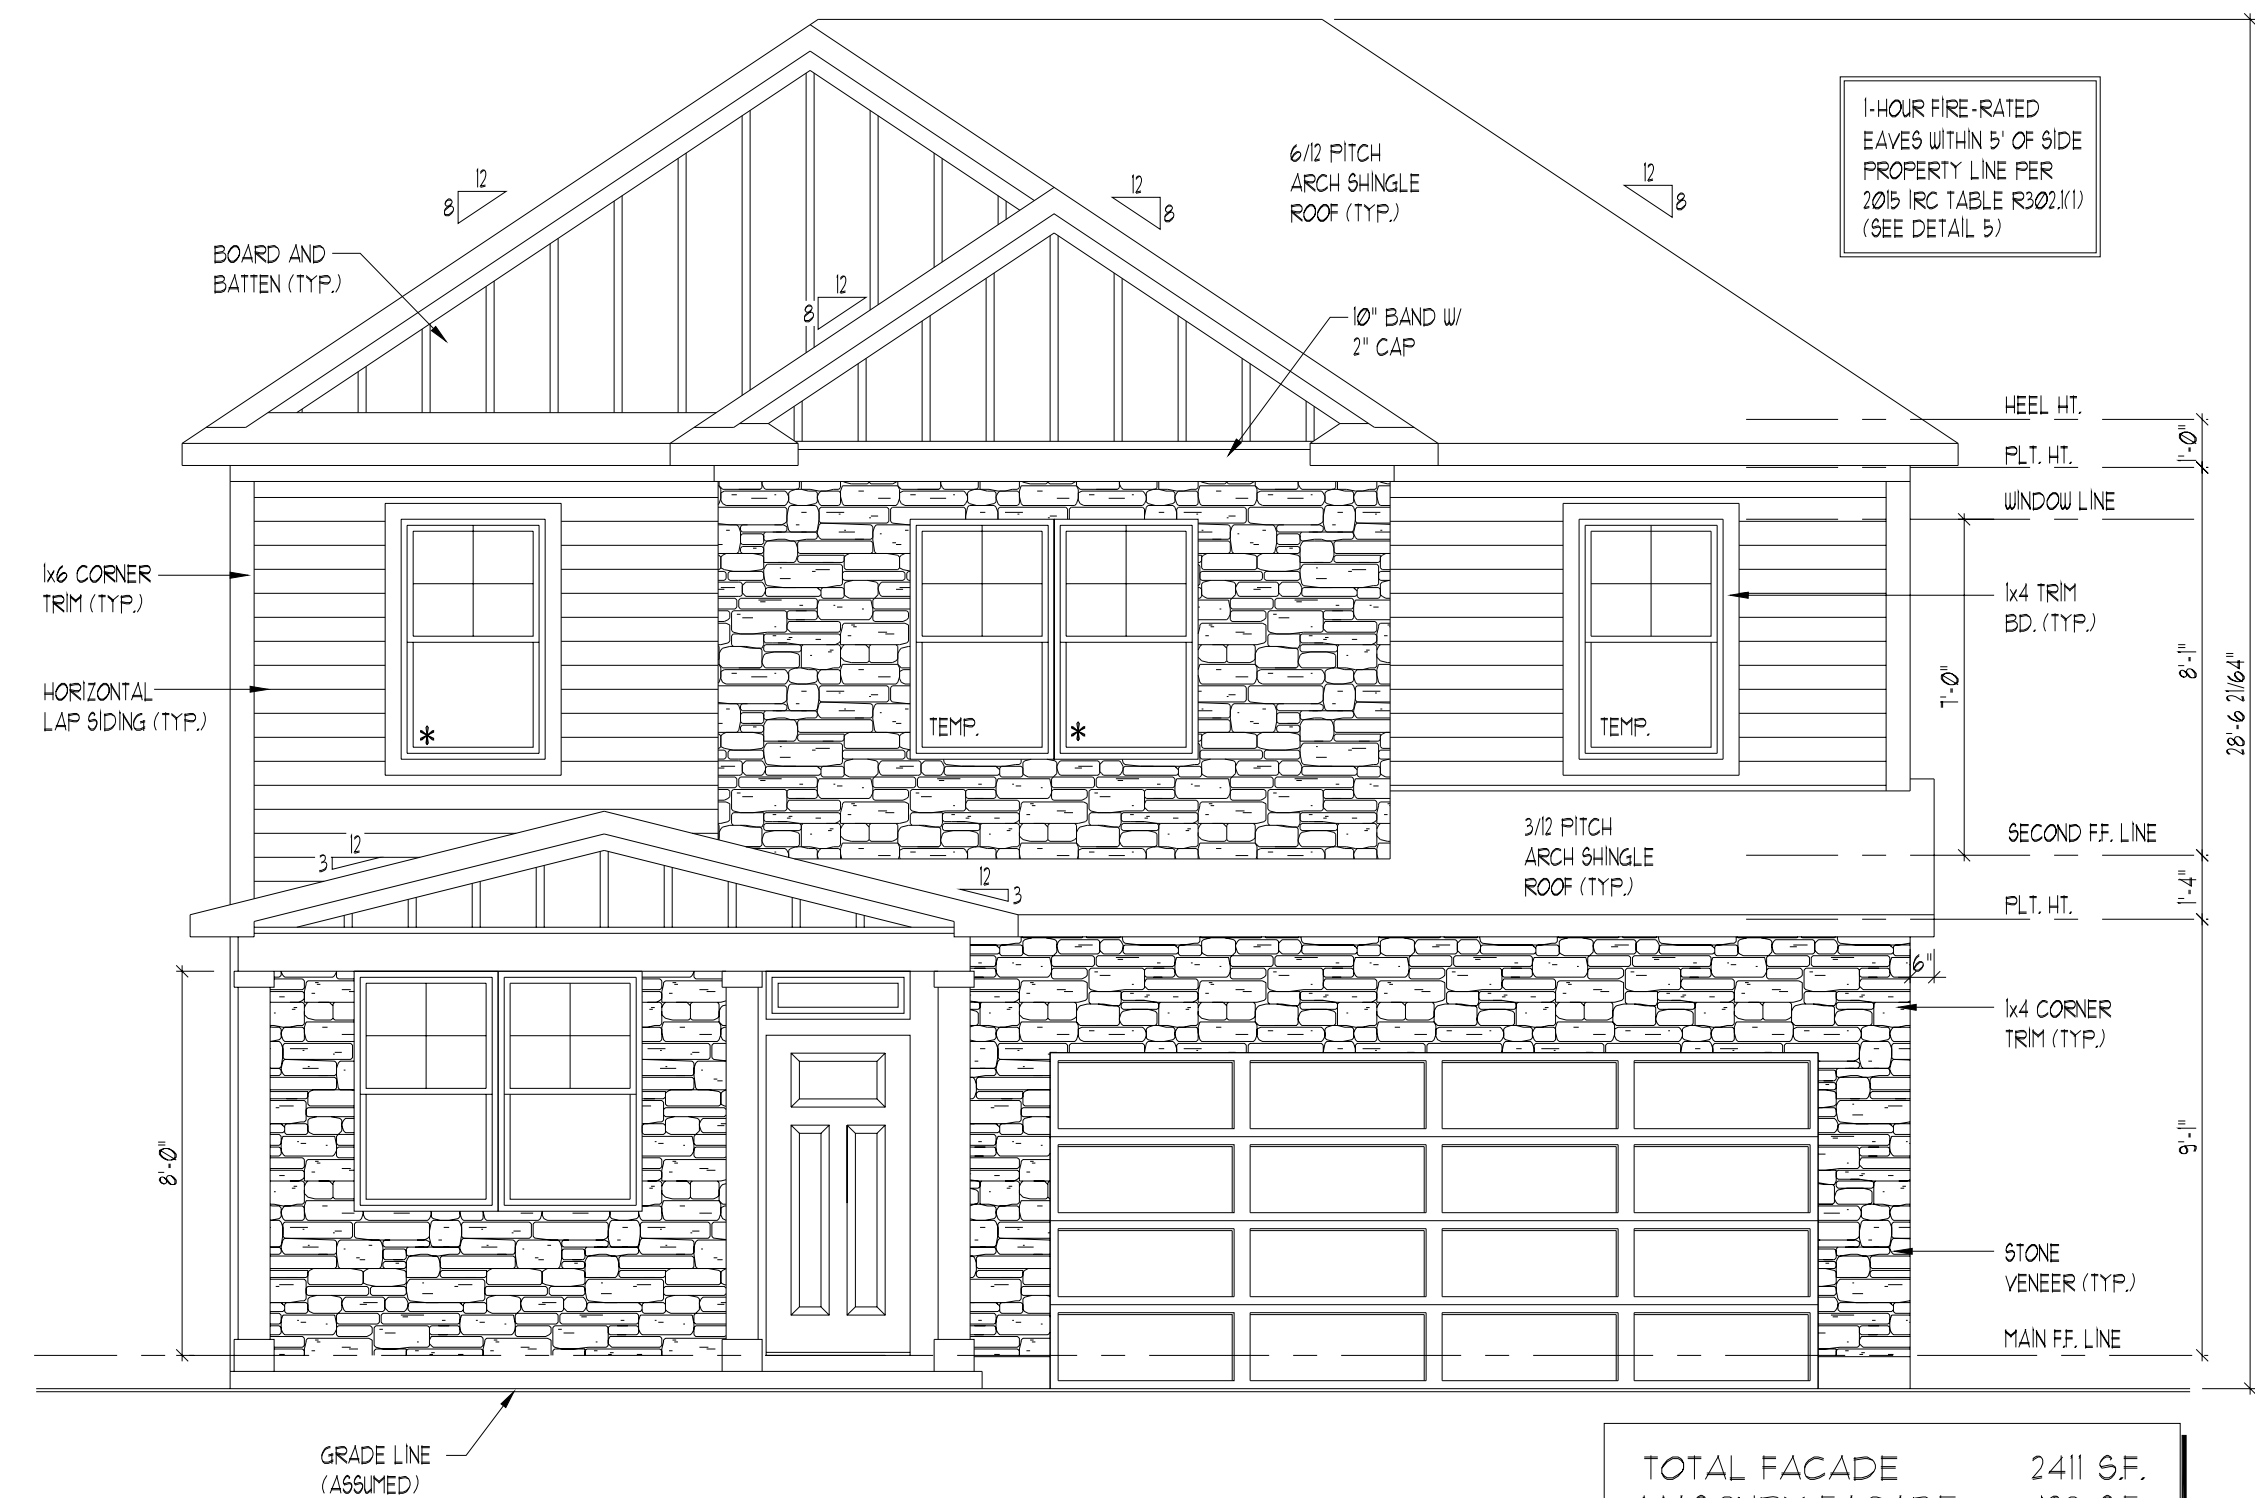 1-HOUR FIRE-RATED
EAVES WITHIN 5' OF SIDE
PROPERTY LINE PER
2015 IRC TABLE R302.1(1)
(SEE DETAIL 5)
6/12 PITCH
ARCH SHINGLE
ROOF (TYP.)
12
8
12
8
12
8
12
8
BOARD AND
BATTEN (TYP.)
10" BAND W/
2" CAP
HEEL HT.
1'-0"
PLT. HT.
WINDOW LINE
1x6 CORNER
TRIM (TYP.)
1x4 TRIM
BD. (TYP.)
HORIZONTAL
LAP SIDING (TYP.)
*
TEMP.
*
TEMP.
7'-0"
8'-1"
28'-6 21/64"
3/12 PITCH
ARCH SHINGLE
ROOF (TYP.)
SECOND F.F. LINE
12
3
12
3
1'-4"
PLT. HT.
6"
1x4 CORNER
TRIM (TYP.)
8'-0"
9'-1"
STONE
VENEER (TYP.)
MAIN F.F. LINE
GRADE LINE
(ASSUMED)
TOTAL FACADE 2411 S.F.